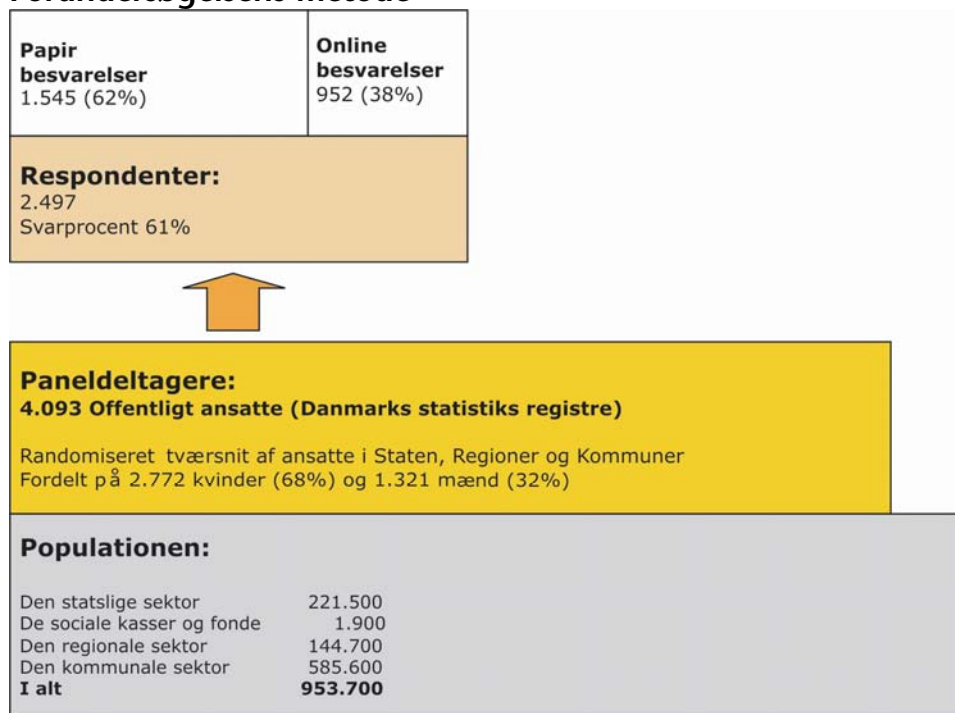 Papir
besvarelser
1.545 (62%)
Online
besvarelser
952 (38%)
Respondenter:
2.497
Svarprocent 61%
Paneldeltagere:
4.093 Offentligt ansatte (Danmarks statistiks registre)
Randomiseret tværsnit af ansatte i Staten, Regioner og Kommuner
Fordelt på 2.772 kvinder (68%) og 1.321 mænd (32%)
Populationen:
Den statslige sektor 221.500
De sociale kasser og fonde 1.900
Den regionale sektor 144.700
Den kommunale sektor 585.600
I alt 953.700